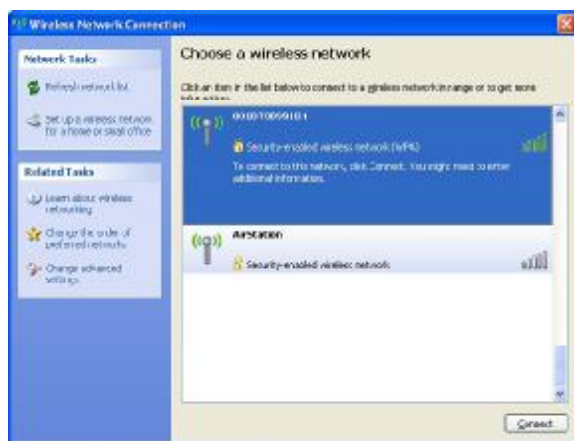 Wireless Network Connection
Network Tasks
Refresh network list
Set up a wireless network
for a home or small office
Related Tasks
Learn about wireless
networking
Change the order of
preferred networks
Change advanced
settings
Choose a wireless network
Click an item in the list below to connect to a wireless network in range or to get more
Security-enabled wireless network (WPA)
To connect to this network, click Connect. You might need to enter
additional information.
AirStation
Security-enabled wireless network
Connect